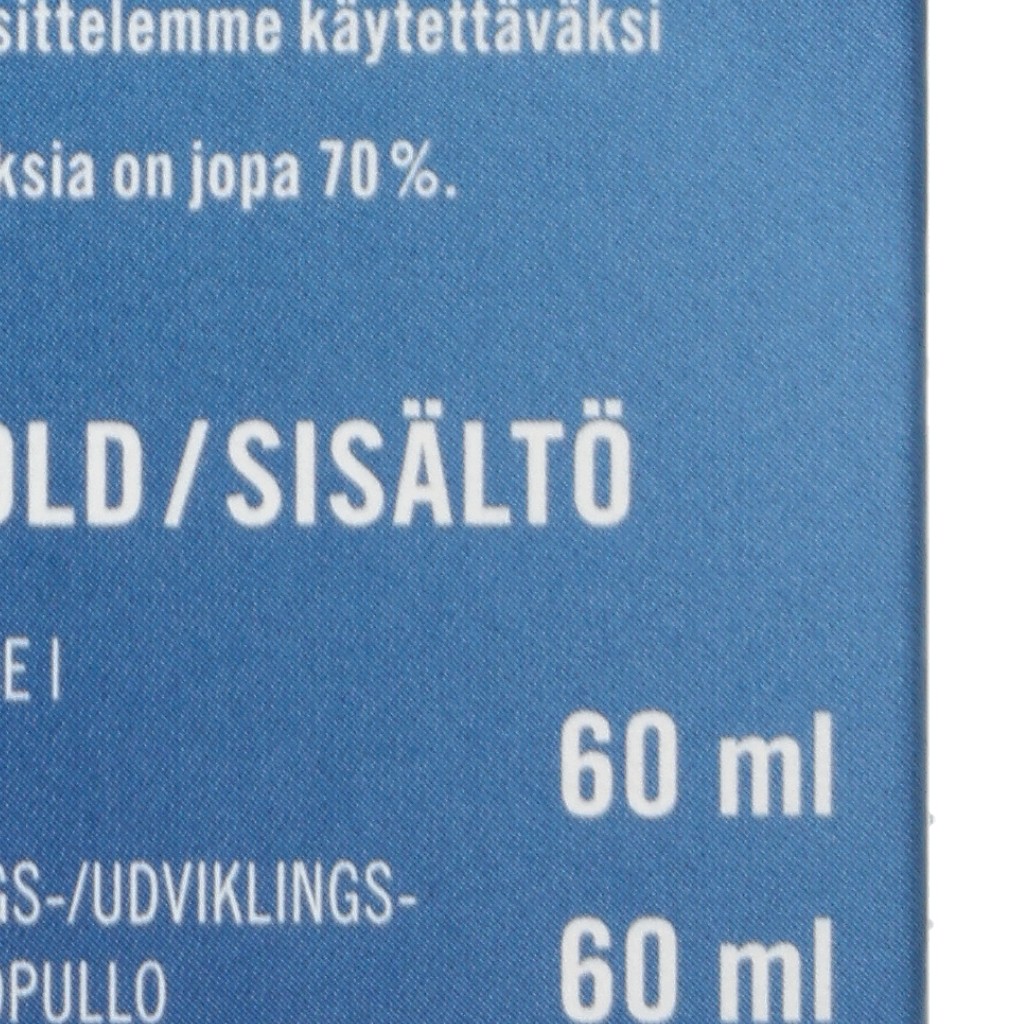 sittelemme käytettäväksi
ksia on jopa 70 %.
OLD / SISÄLTÖ
E I
60 ml
GS-/UDVIKLINGS-
60 ml
OPULLO